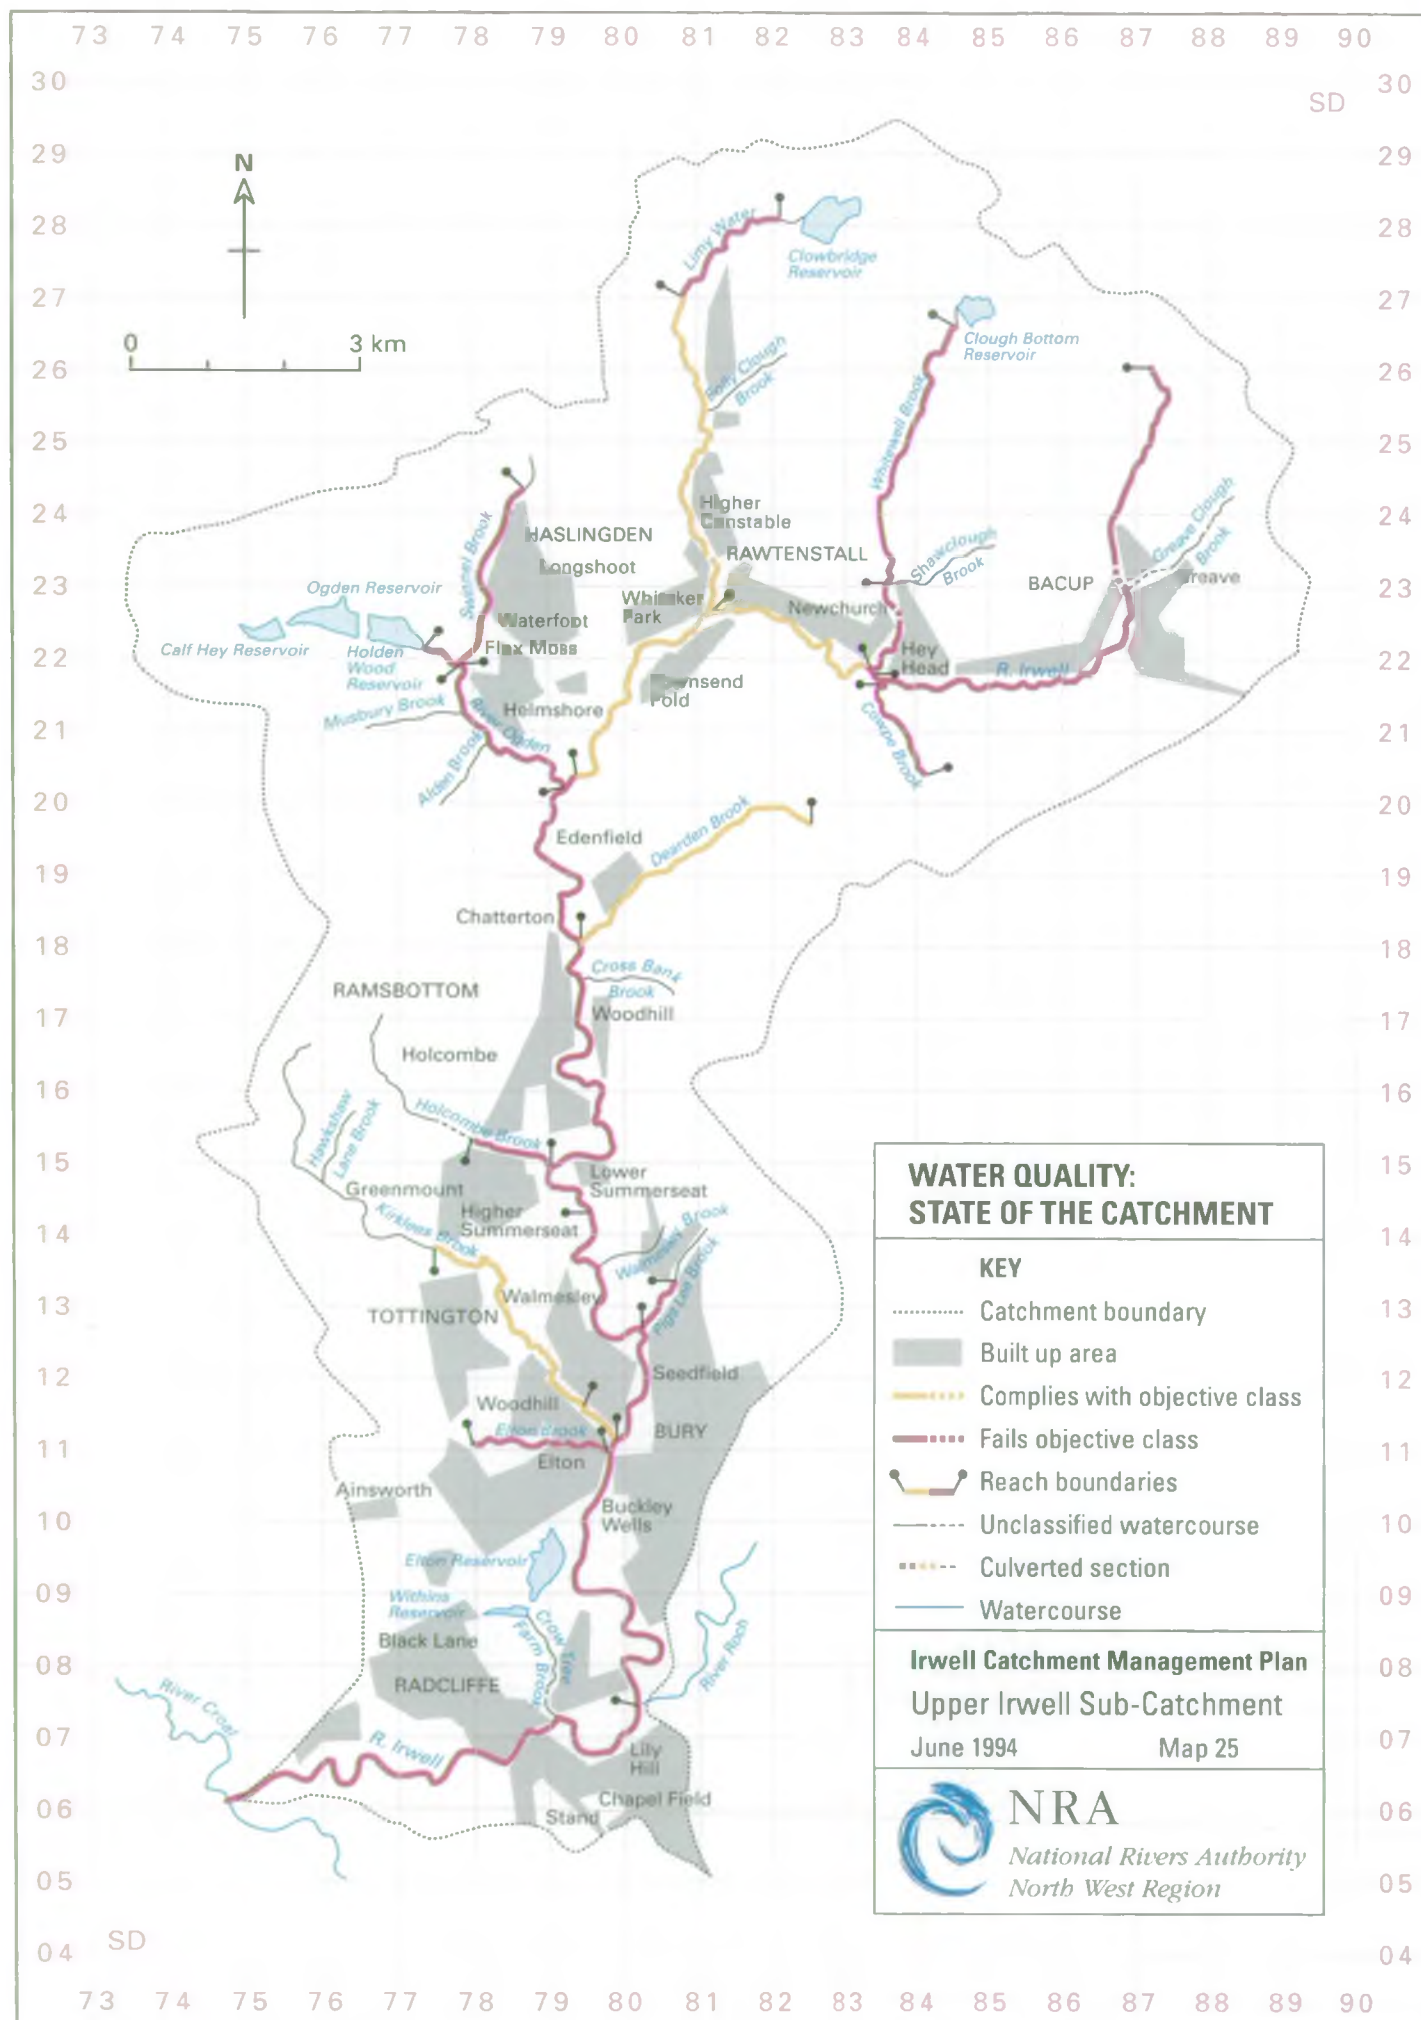 73 74 75 76 77 78 79 80 81 82 83 84 85 86 87 88 89 90
30 30
SD
29 29
N
28 28
Limy Water
Clowbridge
Reservoir
27 27
0 3 km
Clough Bottom
Reservoir
26 26
Clough
Brook
Whitewell Brook
25 25
24 24
Higher
Constable
HASLINGDEN
RAWTENSTALL
Longshoot
Swinnel Brook
Shawclough
Brook
Greave Clough
Brook
23 23
BACUP
Greave
Ogden Reservoir
Whitaker
Park
Newchurch
Waterfoot
Calf Hey Reservoir
Holden
Wood
Reservoir
Flax Moss
22 22
Hey
Head
R. Irwell
Townsend
Fold
Musbury Brook
Helmshore
River Ogden
Cowpe Brook
21 21
Alden Brook
20 20
Edenfield
Dearden Brook
19 19
Chatterton
18 18
Cross Bank
Brook
RAMSBOTTOM
Woodhill
17 17
Holcombe
16 16
Holcombe Brook
Hawkshaw
Lane Brook
15 15
Lower
Summerseat
Greenmount
Higher
Summerseat
Kirklees Brook
14 14
Walmesley Brook
Pigs Lee Brook
Walmesley
13 13
TOTTINGTON
12 12
Seedfield
Woodhill
Elton Brook
BURY
11 11
Elton
Ainsworth
Buckley
Wells
10 10
Elton Reservoir
09 09
Withins
Reservoir
Crow Tree
Farm Brook
Black Lane
08 08
RADCLIFFE
River Roch
River Croal
07 07
R. Irwell
Lily
Hill
Chapel Field
06 06
Stand
05 05
SD
04 04
73 74 75 76 77 78 79 80 81 82 83 84 85 86 87 88 89 90
WATER QUALITY:
STATE OF THE CATCHMENT
KEY
Catchment boundary
Built up area
Complies with objective class
Fails objective class
Reach boundaries
Unclassified watercourse
Culverted section
Watercourse
Irwell Catchment Management Plan
Upper Irwell Sub-Catchment
June 1994 Map 25
NRA
National Rivers Authority
North West Region